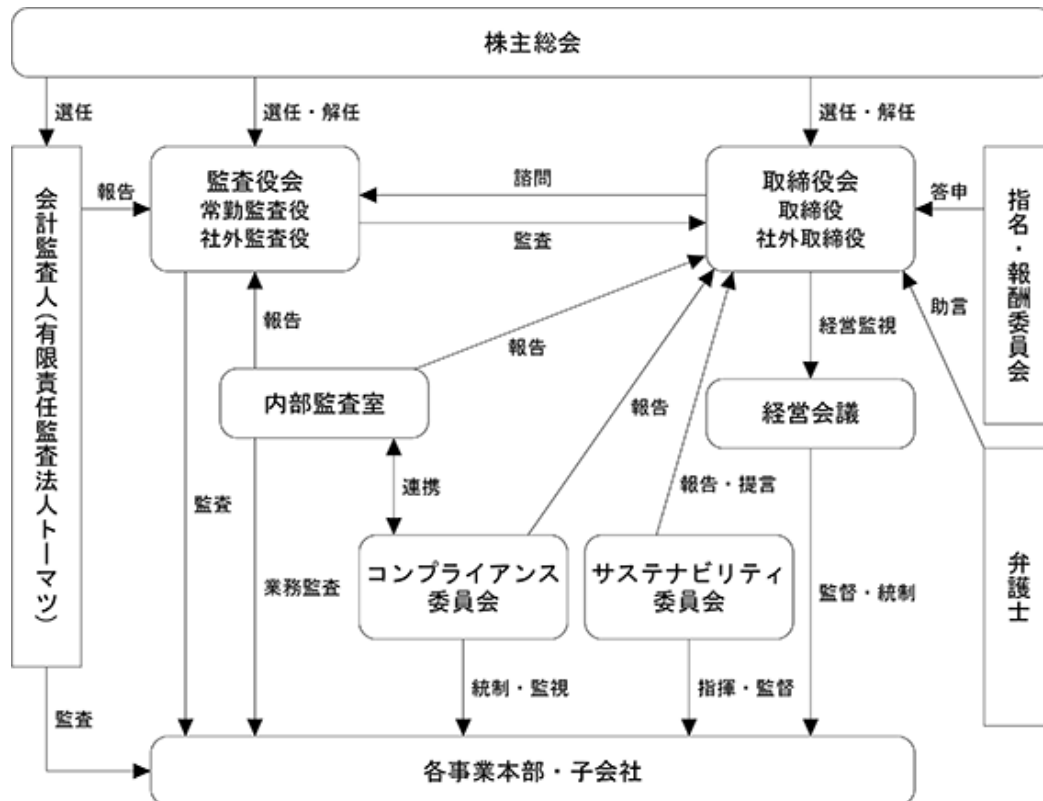 株主総会
選任
選任・解任
選任・解任
会計監査人(有限責任監査法人トーマツ)
報告
監査役会
常勤監査役
社外監査役
諮問
監査
取締役会
取締役
社外取締役
答申
指名・報酬委員会
報告
報告
経営監視
助言
内部監査室
報告
経営会議
連携
報告・提言
監査
業務監査
コンプライアンス
委員会
サステナビリティ
委員会
監督・統制
弁護士
統制・監視
指揮・監督
監査
各事業本部・子会社